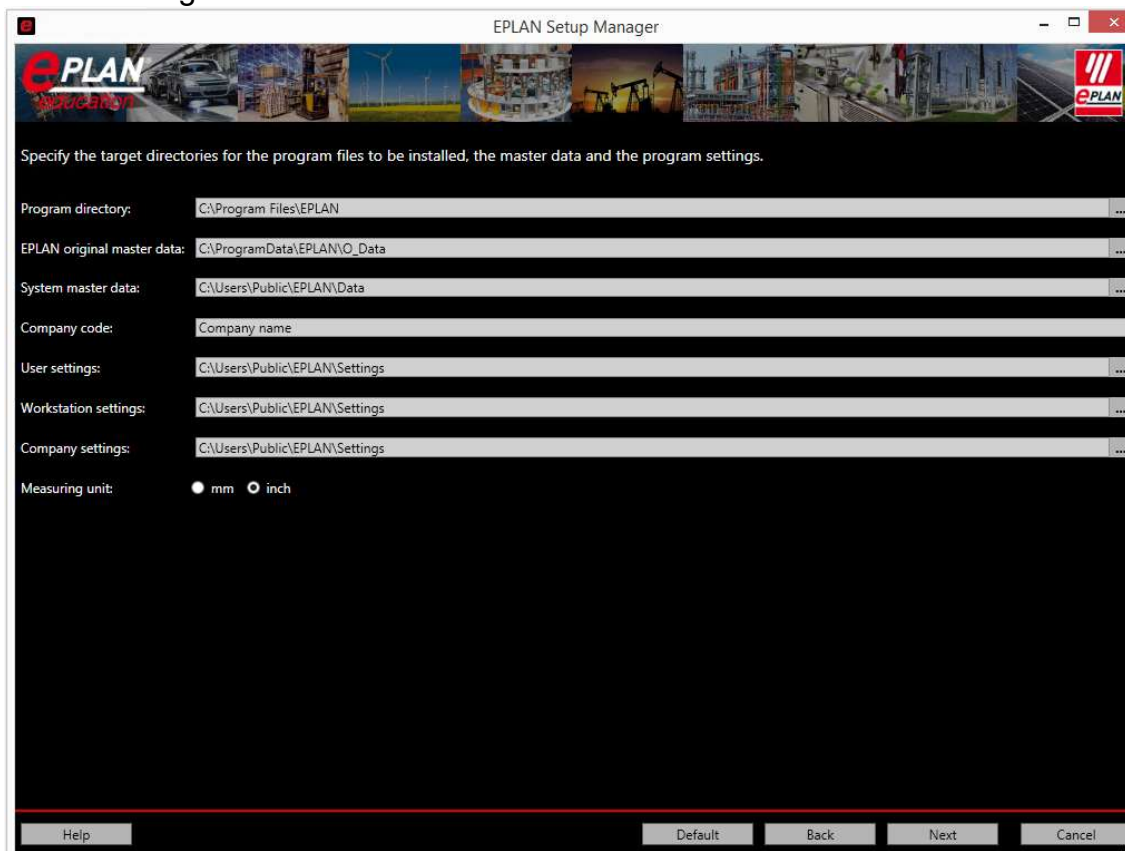 EPLAN Setup Manager
ePLAN
education
ePLAN
Specify the target directories for the program files to be installed, the master data and the program settings.
Program directory: C:\Program Files\EPLAN ...
EPLAN original master data: C:\ProgramData\EPLAN\O_Data ...
System master data: C:\Users\Public\EPLAN\Data ...
Company code: Company name
User settings: C:\Users\Public\EPLAN\Settings ...
Workstation settings: C:\Users\Public\EPLAN\Settings ...
Company settings: C:\Users\Public\EPLAN\Settings ...
Measuring unit: mm inch
Help Default Back Next Cancel